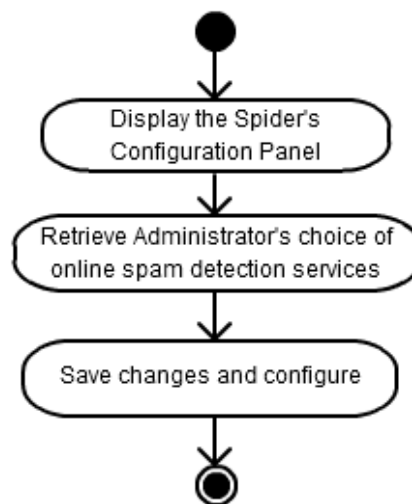 Display the Spider's
Configuration Panel
Retrieve Administrator's choice of
online spam detection services
Save changes and configure